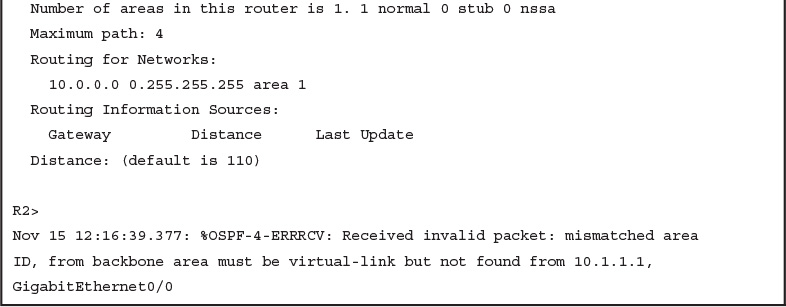 Number of areas in this router is 1. 1 normal 0 stub 0 nssa
Maximum path: 4
Routing for Networks:
10.0.0.0 0.255.255.255 area 1
Routing Information Sources:
Gateway Distance Last Update
Distance: (default is 110)
R2>
Nov 15 12:16:39.377: %OSPF-4-ERRRCV: Received invalid packet: mismatched area
ID, from backbone area must be virtual-link but not found from 10.1.1.1,
GigabitEthernet0/0